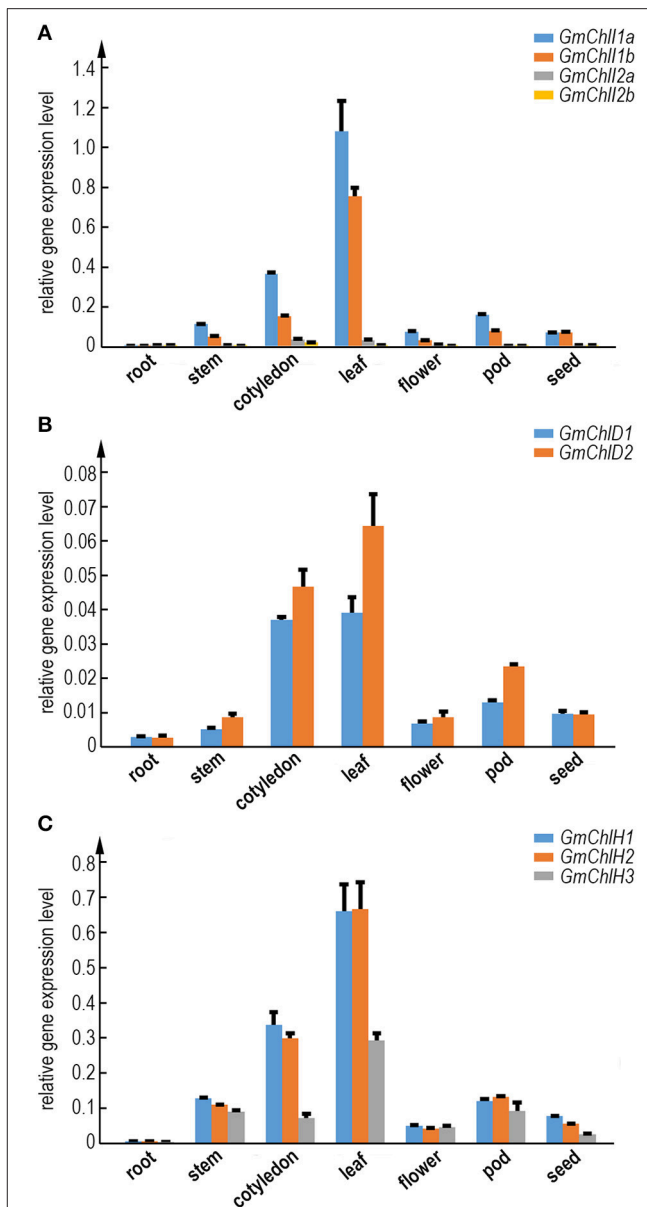 A
GmChlI1a
GmChlI1b
GmChlI2a
GmChlI2b
relative gene expression level
1.4
1.2
0.8
0.4
0.2
0
root
stem
cotyledon
leaf
flower
pod
seed
B
GmChlD1
GmChlD2
relative gene expression level
0.08
0.07
0.06
0.05
0.04
0.03
0.02
0.01
0
root
stem
cotyledon
leaf
flower
pod
seed
C
GmChlH1
GmChlH2
GmChlH3
relative gene expression level
0.8
0.7
0.6
0.5
0.4
0.3
0.2
0.1
0
root
stem
cotyledon
leaf
flower
pod
seed